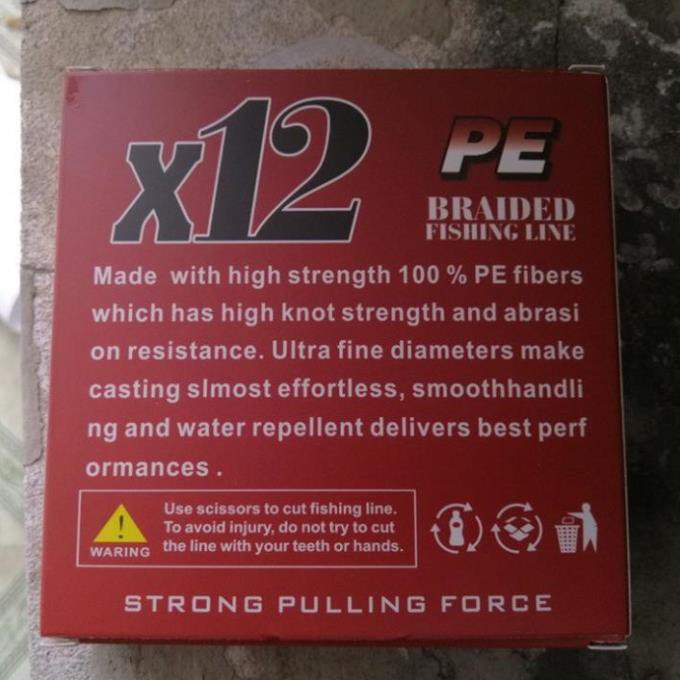 x12
PE
BRAIDED
FISHING LINE
Made with high strength 100 % PE fibers
which has high knot strength and abrasi
on resistance. Ultra fine diameters make
casting slmost effortless, smoothhandli
ng and water repellent delivers best perf
ormances .
Use scissors to cut fishing line.
To avoid injury, do not try to cut
the line with your teeth or hands.
WARING
STRONG PULLING FORCE